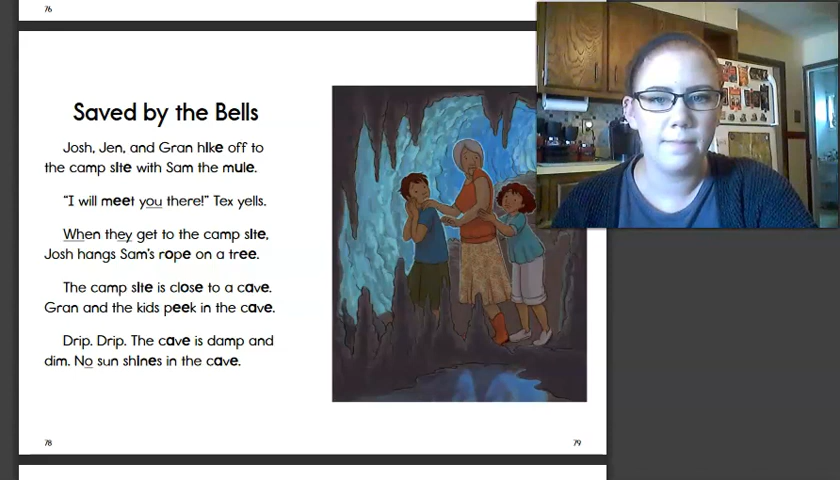 76
Saved by the Bells
Josh, Jen, and Gran hike off to
the camp site with Sam the mule.
"I will meet you there!" Tex yells.
When they get to the camp site,
Josh hangs Sam's rope on a tree.
The camp site is close to a cave.
Gran and the kids peek in the cave.
Drip. Drip. The cave is damp and
dim. No sun shines in the cave.
78
79